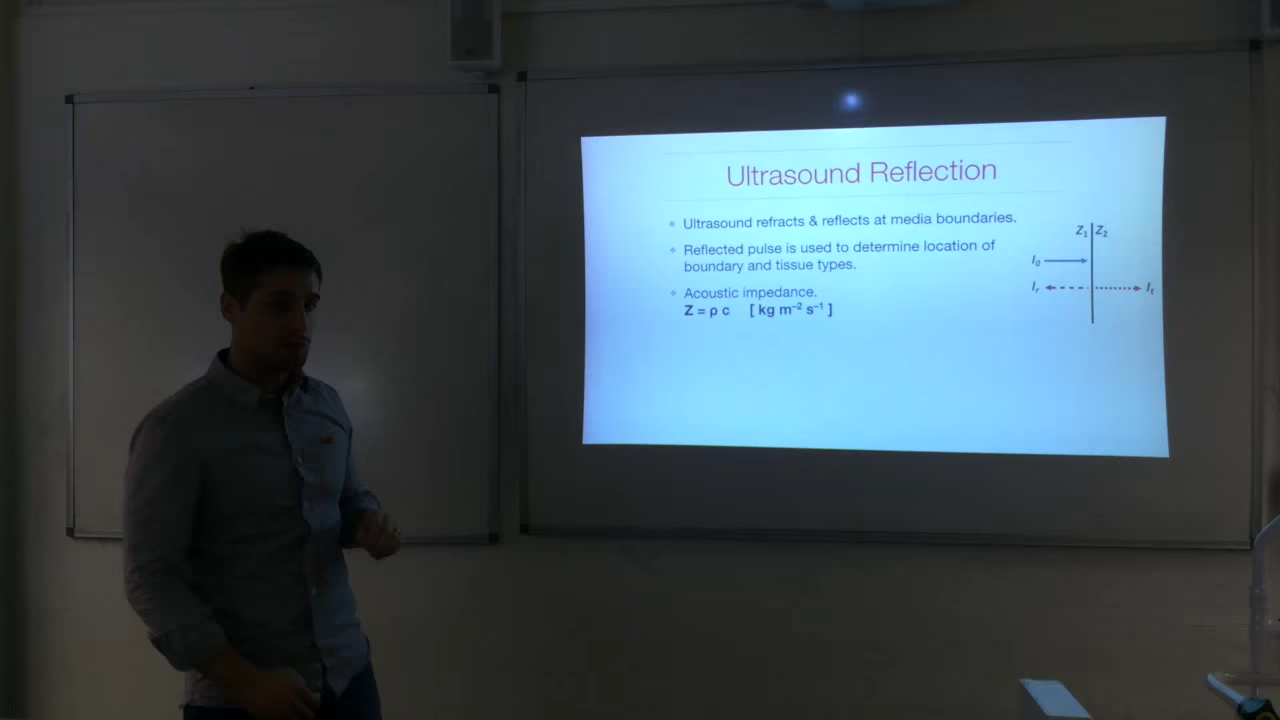 Ultrasound Reflection
Ultrasound refracts & reflects at media boundaries.
Reflected pulse is used to determine location of
boundary and tissue types.
Acoustic impedance.
Z = ρ c [ kg m⁻² s⁻¹ ]
Z₁ Z₂
I₀
Iᵣ Iₜ